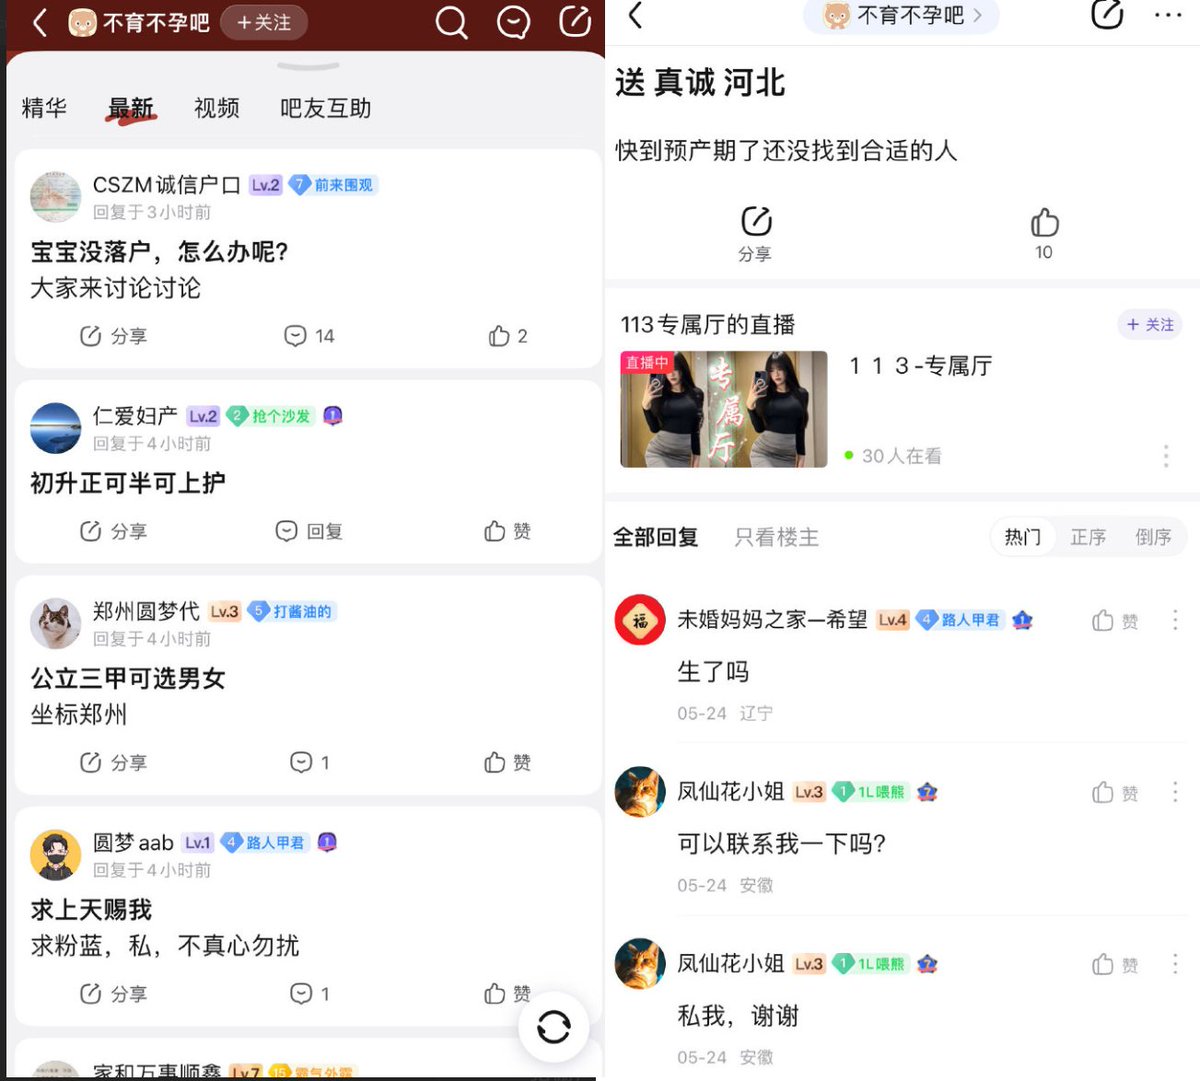 不育不孕吧
+关注
精华
最新
视频
吧友互助
CSZM诚信户口 Lv.2 7 前来围观
回复于3小时前
宝宝没落户，怎么办呢?
大家来讨论讨论
分享 14 2
仁爱妇产 Lv.2 2 抢个沙发 1
回复于4小时前
初升正可半可上护
分享 回复 赞
郑州圆梦代 Lv.3 5 打酱油的
回复于4小时前
公立三甲可选男女
坐标郑州
分享 1 赞
圆梦aab Lv.1 4 路人甲君 1
回复于4小时前
求上天赐我
求粉蓝，私，不真心勿扰
分享 1 赞
家和万事顺鑫 Lv.7 15 霸气外露
不育不孕吧
送 真诚 河北
快到预产期了还没找到合适的人
分享
10
113专属厅的直播
+ 关注
直播中
专属厅
１１３-专属厅
30人在看
全部回复 只看楼主
热门 正序 倒序
福
未婚妈妈之家—希望 Lv.4 4 路人甲君 1 赞
生了吗
05-24 辽宁
凤仙花小姐 Lv.3 1 1L喂熊 7 赞
可以联系我一下吗?
05-24 安徽
凤仙花小姐 Lv.3 1 1L喂熊 7 赞
私我，谢谢
05-24 安徽